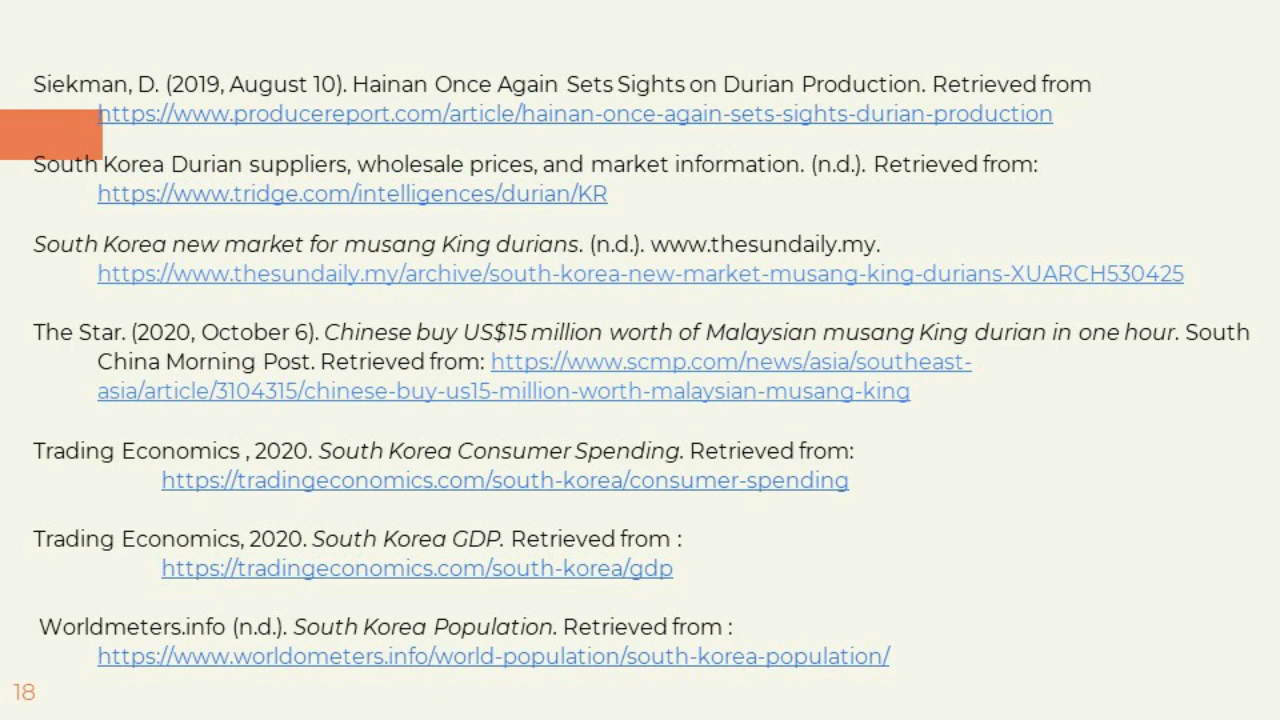 Siekman, D. (2019, August 10). Hainan Once Again Sets Sights on Durian Production. Retrieved from
https://www.producereport.com/article/hainan-once-again-sets-sights-durian-production
South Korea Durian suppliers, wholesale prices, and market information. (n.d.). Retrieved from:
https://www.tridge.com/intelligences/durian/KR
South Korea new market for musang King durians. (n.d.). www.thesundaily.my.
https://www.thesundaily.my/archive/south-korea-new-market-musang-king-durians-XUARCH530425
The Star. (2020, October 6). Chinese buy US$15 million worth of Malaysian musang King durian in one hour. South
China Morning Post. Retrieved from: https://www.scmp.com/news/asia/southeast-
asia/article/3104315/chinese-buy-us15-million-worth-malaysian-musang-king
Trading Economics , 2020. South Korea Consumer Spending. Retrieved from:
https://tradingeconomics.com/south-korea/consumer-spending
Trading Economics, 2020. South Korea GDP. Retrieved from :
https://tradingeconomics.com/south-korea/gdp
Worldmeters.info (n.d.). South Korea Population. Retrieved from :
https://www.worldometers.info/world-population/south-korea-population/
18